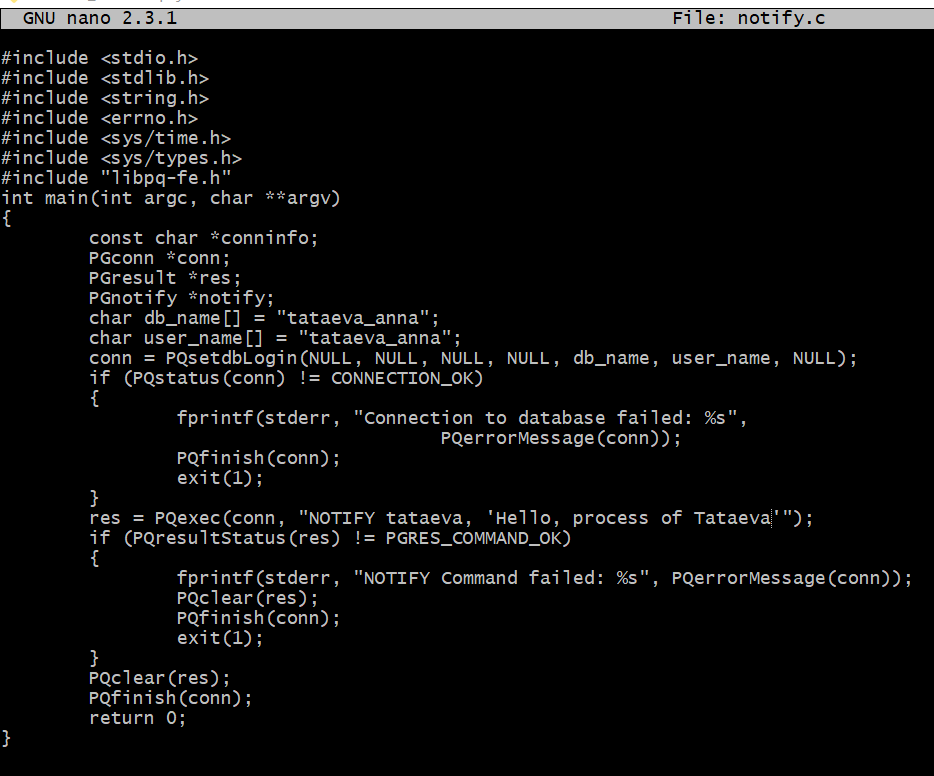 GNU nano 2.3.1 File: notify.c
#include <stdio.h>
#include <stdlib.h>
#include <string.h>
#include <errno.h>
#include <sys/time.h>
#include <sys/types.h>
#include "libpq-fe.h"
int main(int argc, char **argv)
{
        const char *conninfo;
        PGconn *conn;
        PGresult *res;
        PGnotify *notify;
        char db_name[] = "tataeva_anna";
        char user_name[] = "tataeva_anna";
        conn = PQsetdbLogin(NULL, NULL, NULL, NULL, db_name, user_name, NULL);
        if (PQstatus(conn) != CONNECTION_OK)
        {
                fprintf(stderr, "Connection to database failed: %s",
                                        PQerrorMessage(conn));
                PQfinish(conn);
                exit(1);
        }
        res = PQexec(conn, "NOTIFY tataeva, 'Hello, process of Tataeva'");
        if (PQresultStatus(res) != PGRES_COMMAND_OK)
        {
                fprintf(stderr, "NOTIFY Command failed: %s", PQerrorMessage(conn));
                PQclear(res);
                PQfinish(conn);
                exit(1);
        }
        PQclear(res);
        PQfinish(conn);
        return 0;
}